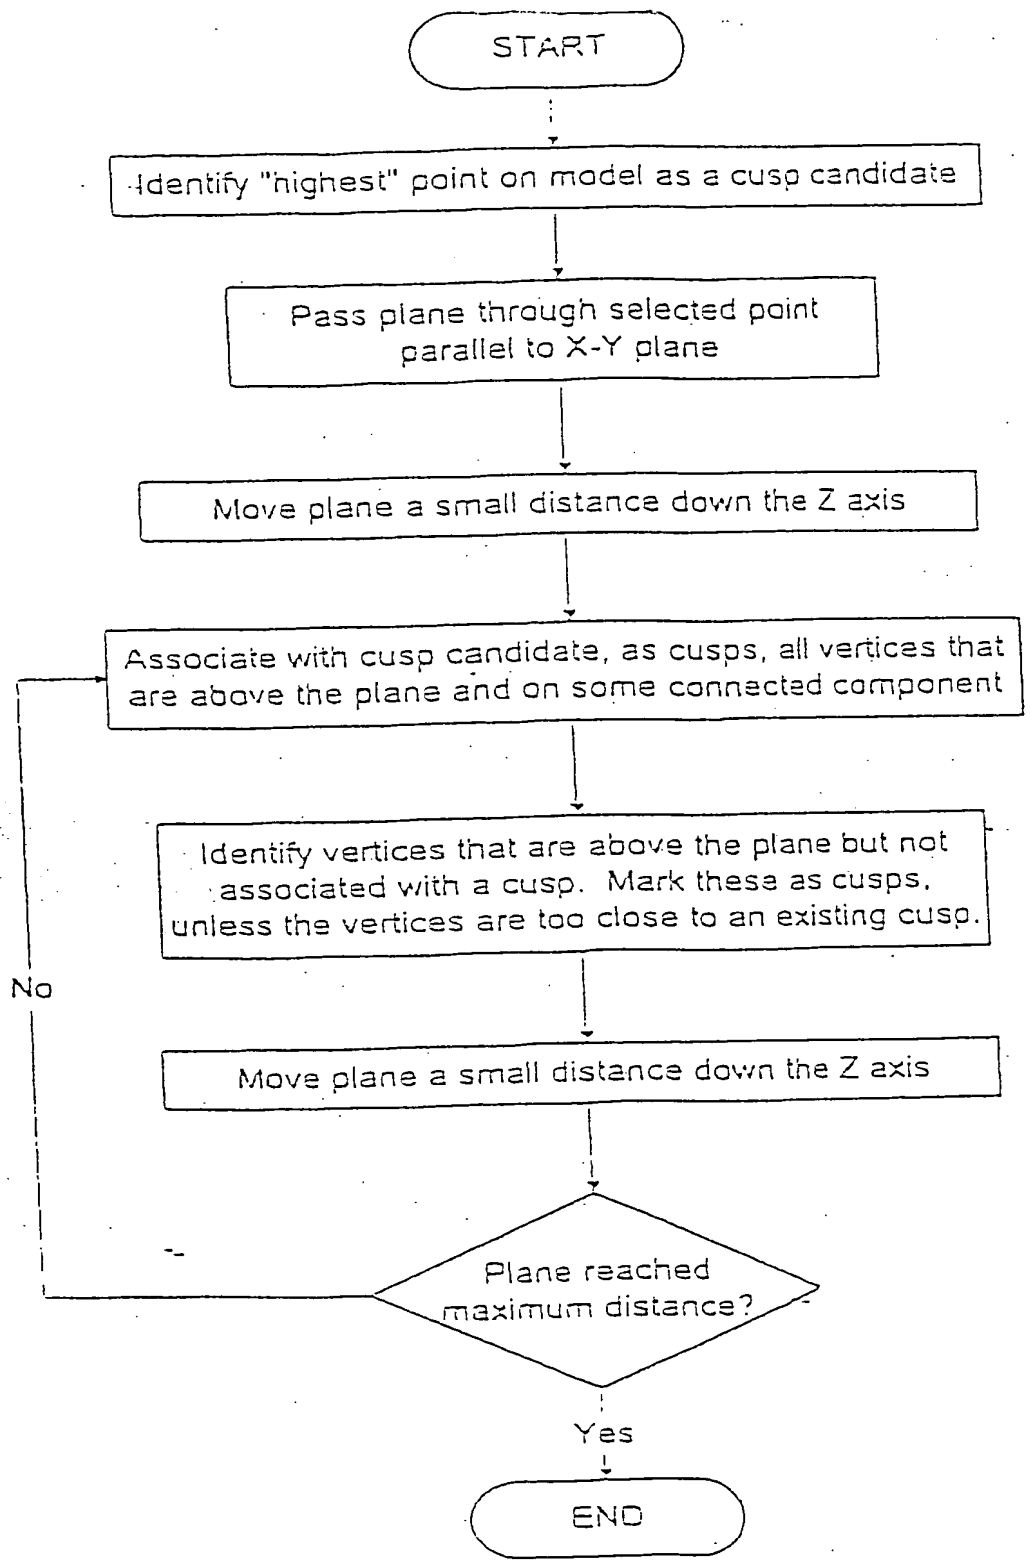 START
Identify "highest" point on model as a cusp candidate
Pass plane through selected point
parallel to X-Y plane
Move plane a small distance down the Z axis
Associate with cusp candidate, as cusps, all vertices that
are above the plane and on some connected component
Identify vertices that are above the plane but not
associated with a cusp. Mark these as cusps,
unless the vertices are too close to an existing cusp.
No
Move plane a small distance down the Z axis
Plane reached
maximum distance?
Yes
END